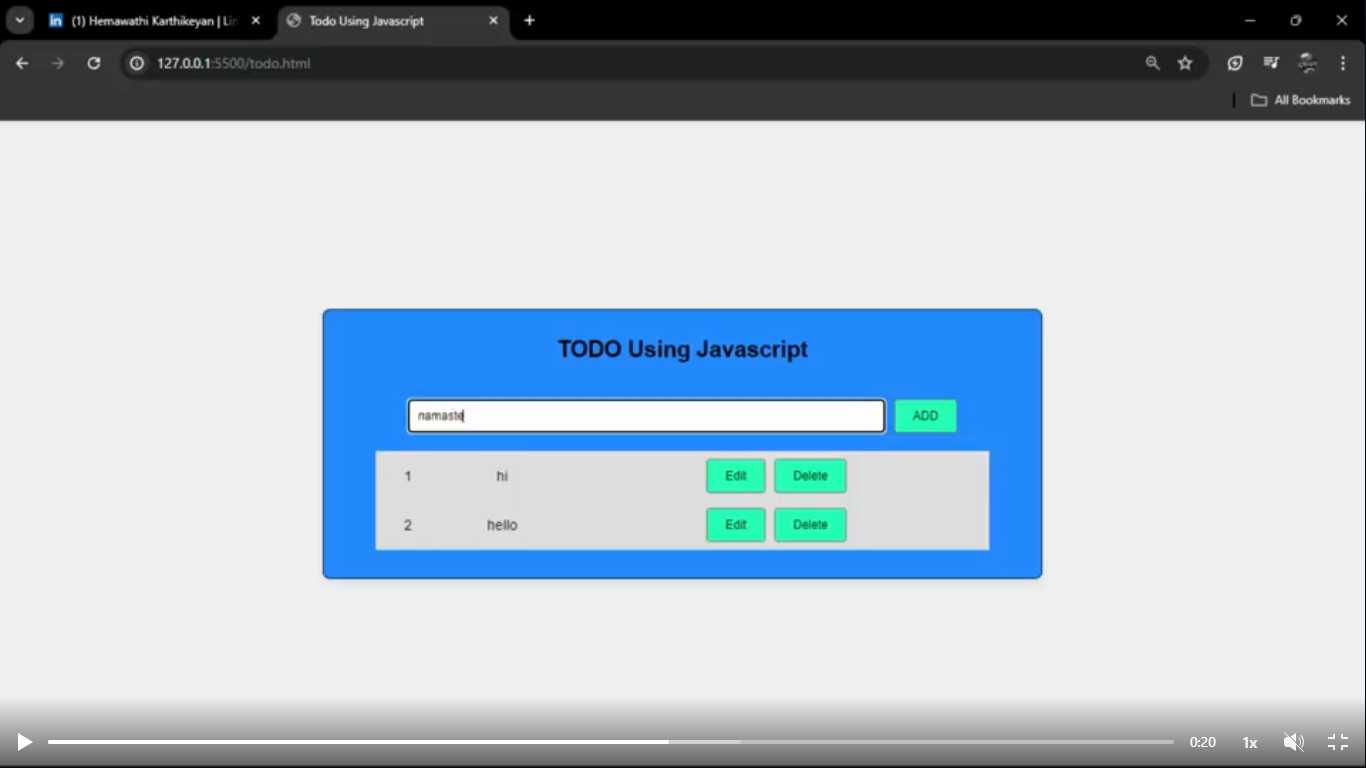 (1) Hemawathi Karthikeyan | Lin
Todo Using Javascript
127.0.0.1:5500/todo.html
All Bookmarks
TODO Using Javascript
namaste
ADD
1 hi Edit Delete
2 hello Edit Delete
0:20 1x